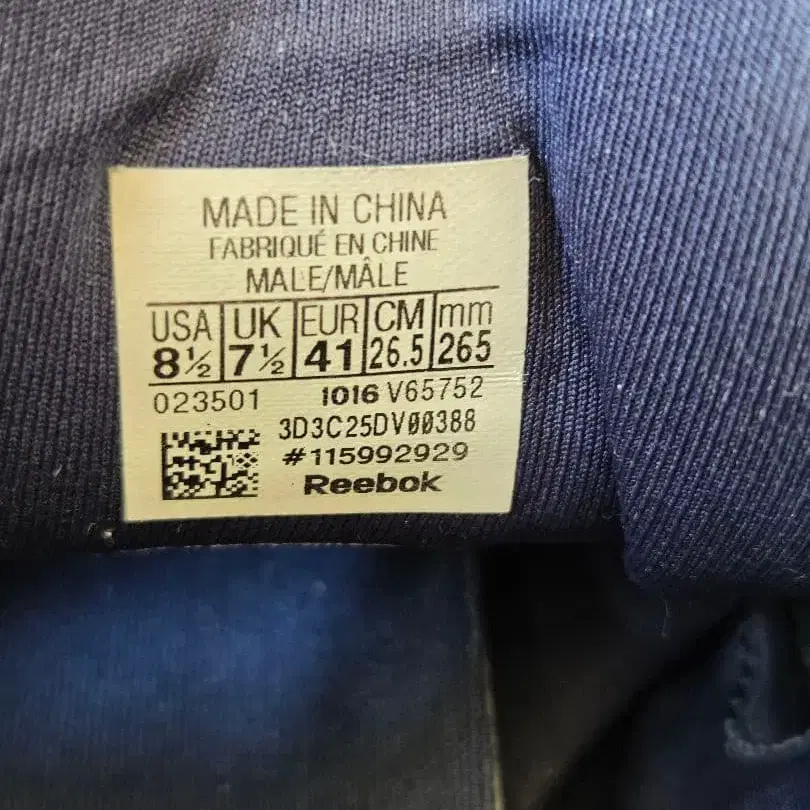 MADE IN CHINA
FABRIQUÉ EN CHINE
MALE/MÂLE
USA UK EUR CM mm
8½ 7½ 41 26.5 265
023501 1016 V65752
3D3C25DV00388
#115992929
Reebok